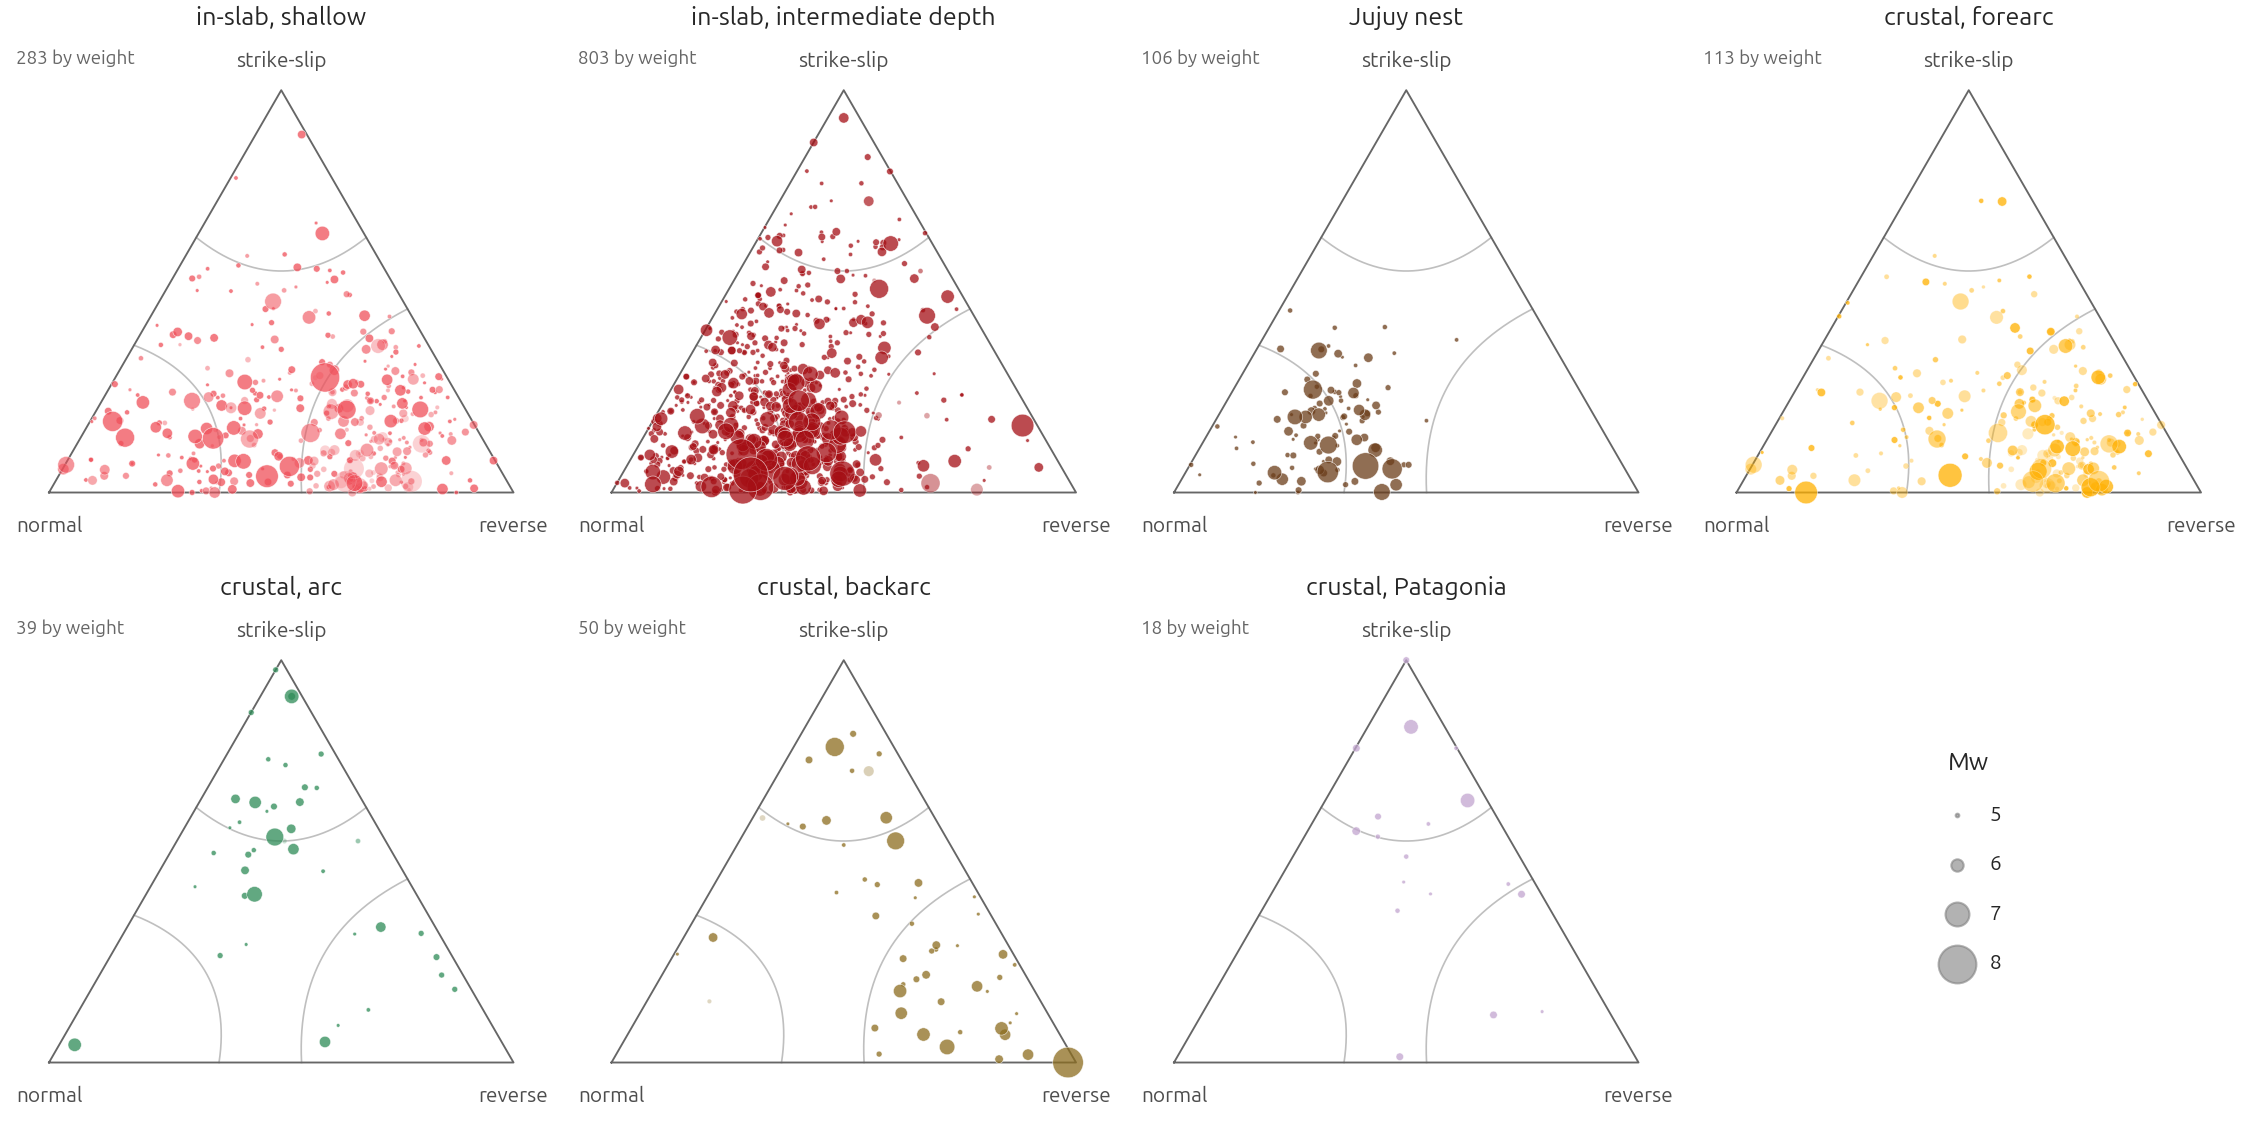 in-slab, shallow
283 by weight
strike-slip
normal
reverse
in-slab, intermediate depth
803 by weight
strike-slip
normal
reverse
Jujuy nest
106 by weight
strike-slip
normal
reverse
crustal, forearc
113 by weight
strike-slip
normal
reverse
crustal, arc
39 by weight
strike-slip
normal
reverse
crustal, backarc
50 by weight
strike-slip
normal
reverse
crustal, Patagonia
18 by weight
strike-slip
normal
reverse
Mw
5
6
7
8